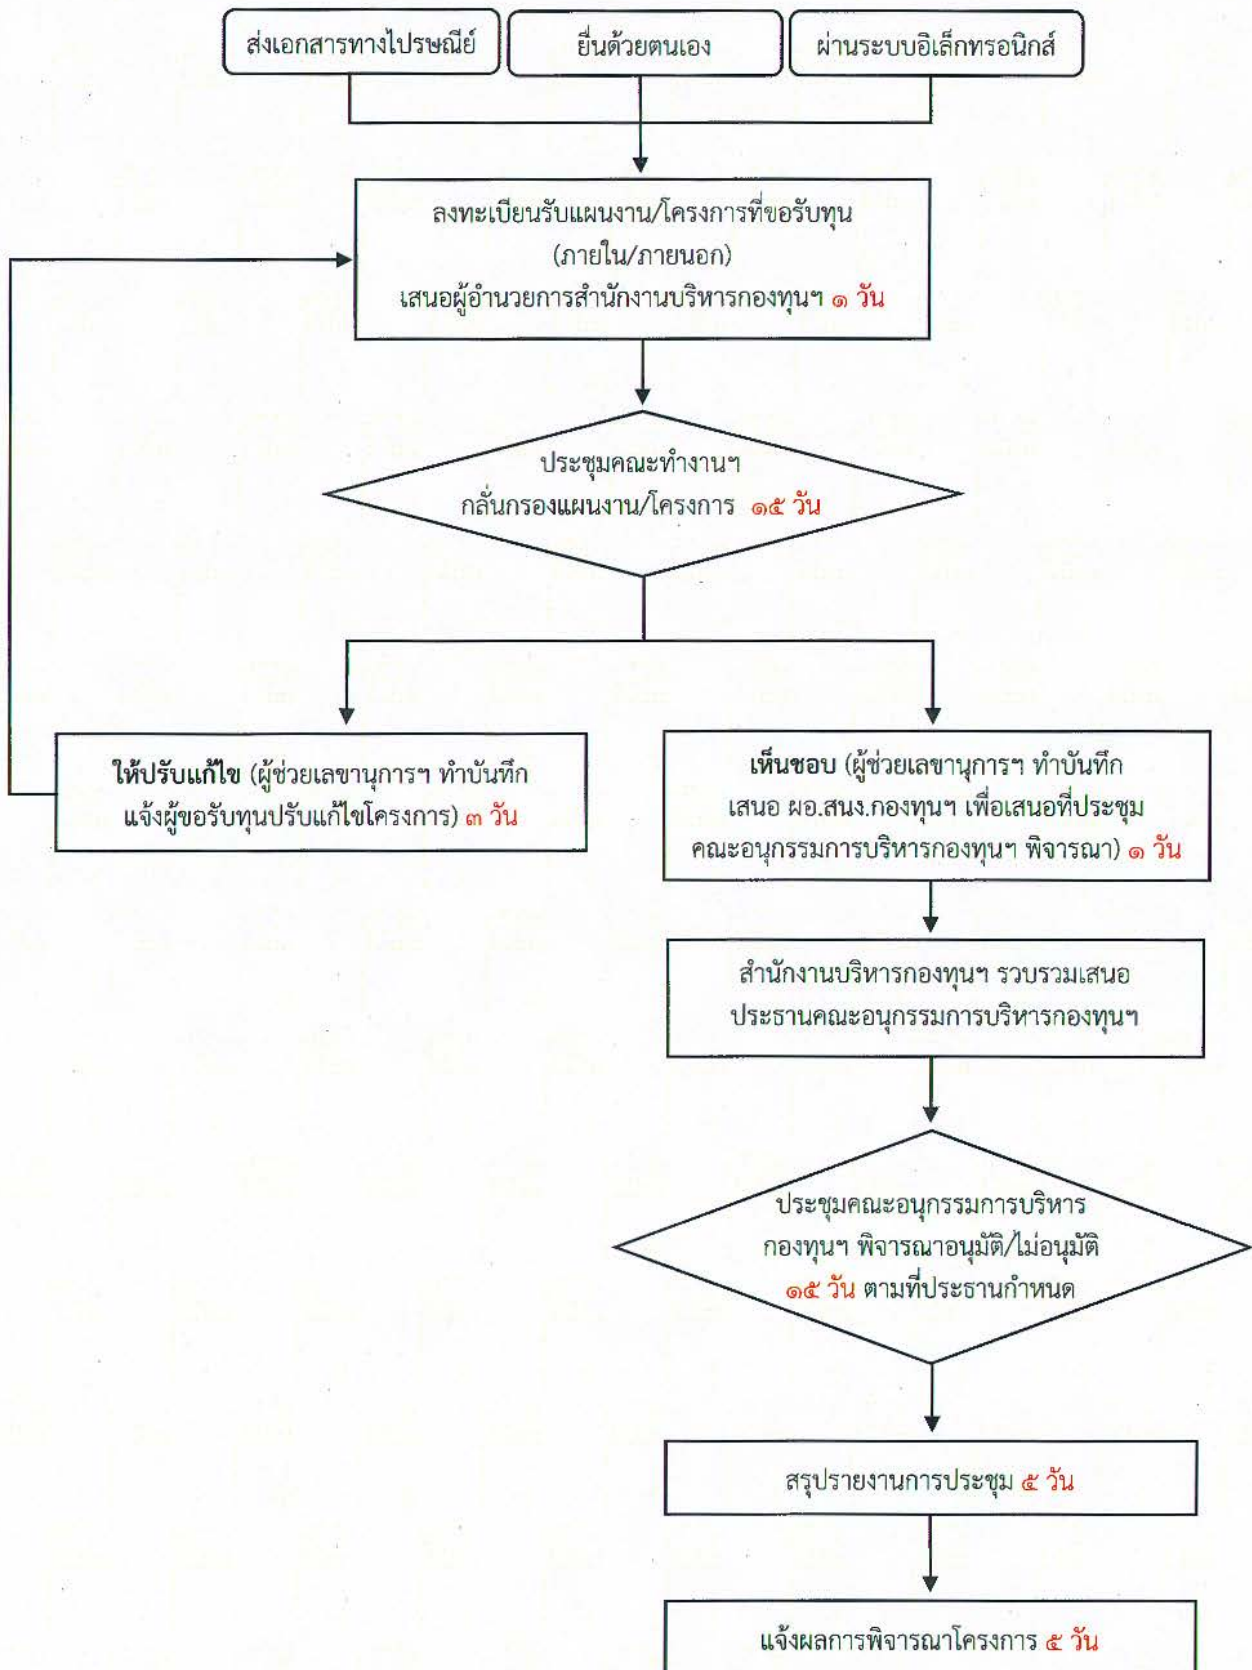 ส่งเอกสารทางไปรษณีย์
ยื่นด้วยตนเอง
ผ่านระบบอิเล็กทรอนิกส์
ลงทะเบียนรับแผนงาน/โครงการที่ขอรับทุน
(ภายใน/ภายนอก)
เสนอผู้อำนวยการสำนักงานบริหารกองทุนฯ ๑ วัน
ประชุมคณะทำงานฯ
กลั่นกรองแผนงาน/โครงการ ๑๕ วัน
ให้ปรับแก้ไข (ผู้ช่วยเลขานุการฯ ทำบันทึก
แจ้งผู้ขอรับทุนปรับแก้ไขโครงการ) ๓ วัน
เห็นชอบ (ผู้ช่วยเลขานุการฯ ทำบันทึก
เสนอ ผอ.สนง.กองทุนฯ เพื่อเสนอที่ประชุม
คณะอนุกรรมการบริหารกองทุนฯ พิจารณา) ๑ วัน
สำนักงานบริหารกองทุนฯ รวบรวมเสนอ
ประธานคณะอนุกรรมการบริหารกองทุนฯ
ประชุมคณะอนุกรรมการบริหาร
กองทุนฯ พิจารณาอนุมัติ/ไม่อนุมัติ
๑๕ วัน ตามที่ประธานกำหนด
สรุปรายงานการประชุม ๕ วัน
แจ้งผลการพิจารณาโครงการ ๕ วัน